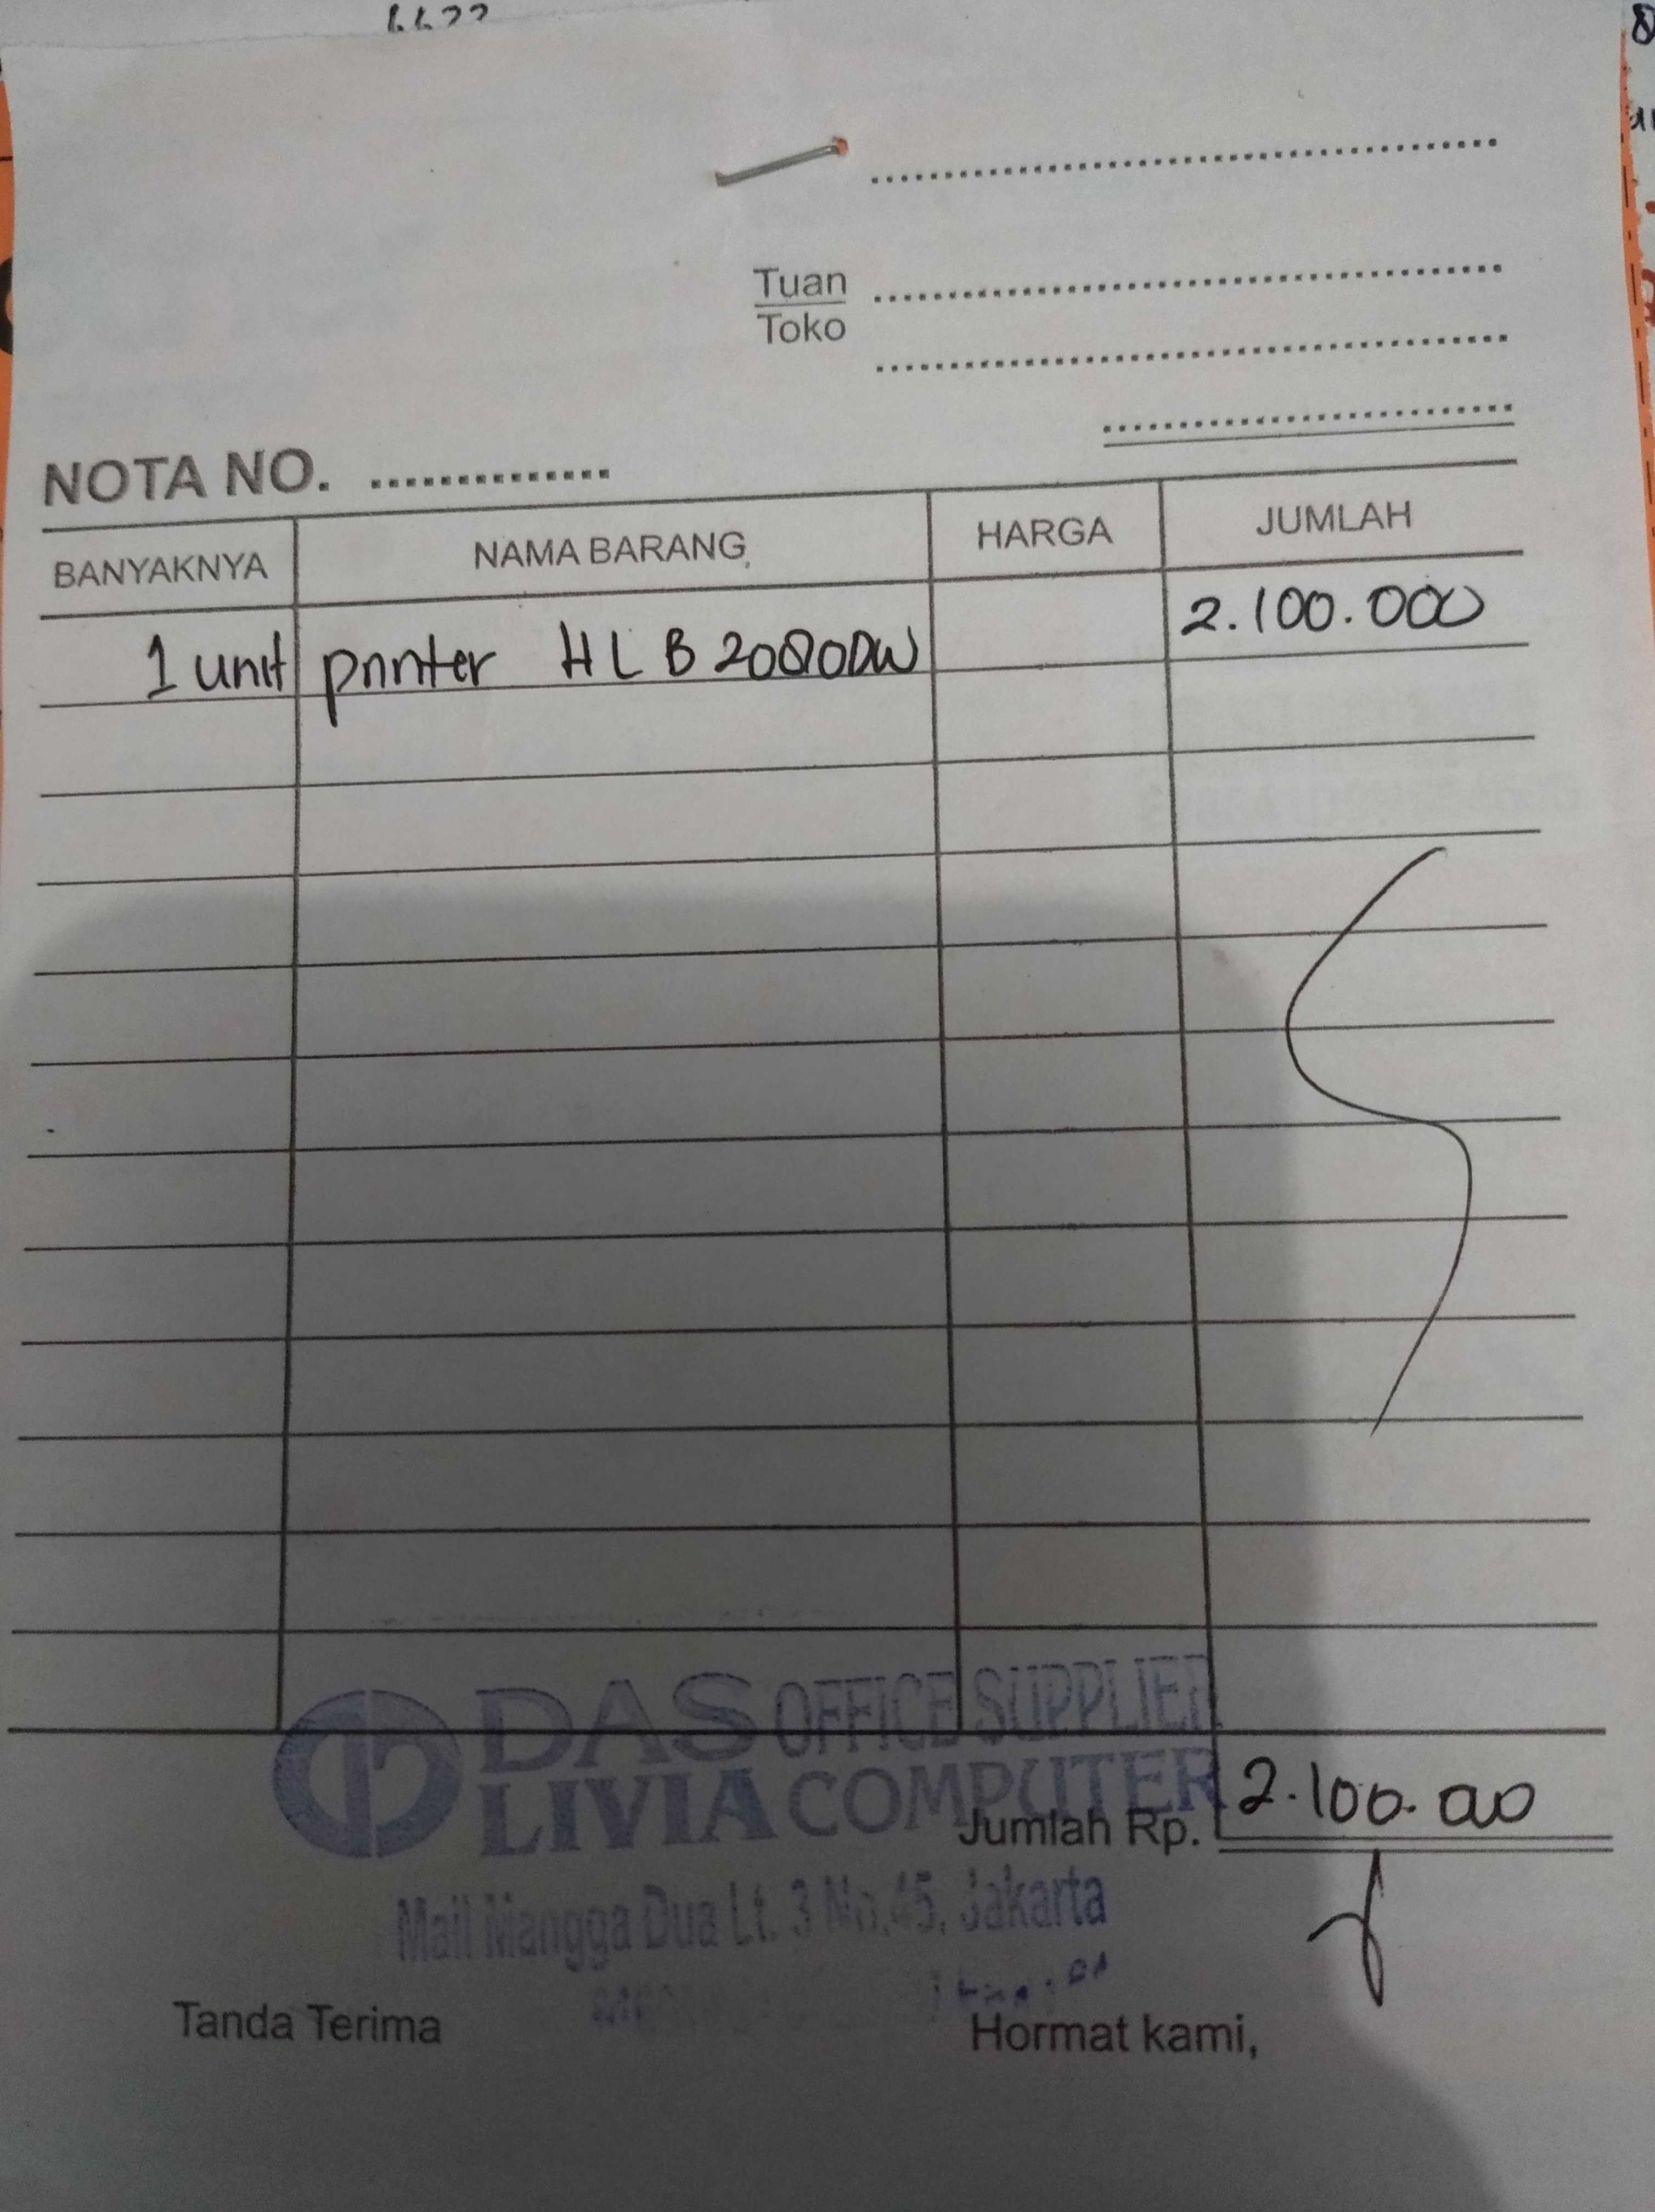 Tuan
Toko
NOTA NO. ...............
BANYAKNYA NAMA BARANG HARGA JUMLAH
1 unit printer HL B2080DW 2.100.000
DAS OFFICE SUPPLIER
LIVIA COMPUTER
Jumlah Rp. 2.100.000
Mall Mangga Dua Lt. 3 No.45, Jakarta
Tanda Terima Hormat kami,